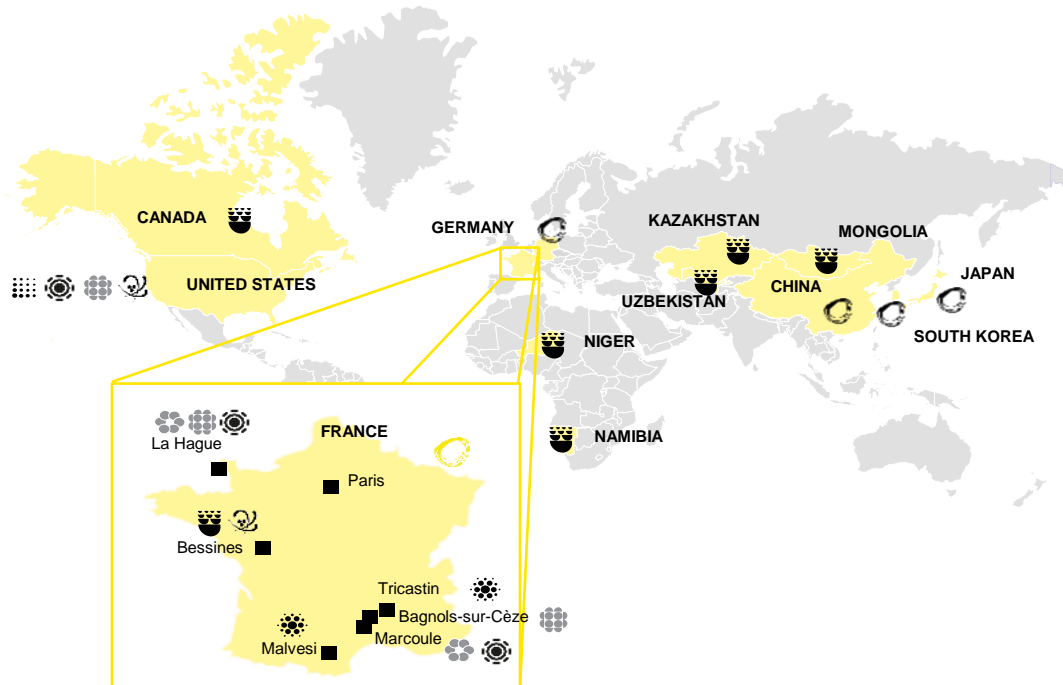 CANADA
GERMANY
KAZAKHSTAN
MONGOLIA
UNITED STATES
UZBEKISTAN
CHINA
JAPAN
SOUTH KOREA
NIGER
NAMIBIA
FRANCE
La Hague
Paris
Bessines
Tricastin
Bagnols-sur-Cèze
Marcoule
Malvesi